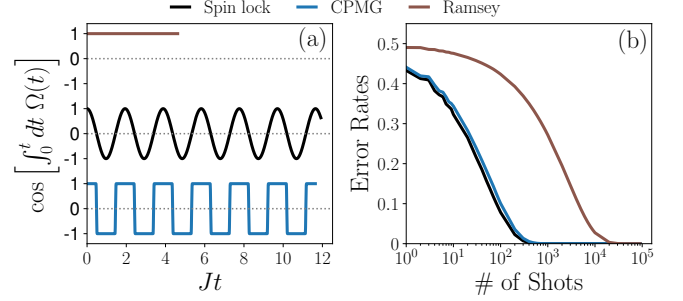 Spin lock CPMG Ramsey
(a)
1
0
-1
1
0
-1
1
0
-1
cos [∫₀ᵗ dt Ω(t)]
0 2 4 6 8 10 12
Jt
(b)
0.5
0.4
0.3
0.2
0.1
0
Error Rates
10⁰ 10¹ 10² 10³ 10⁴ 10⁵
# of Shots